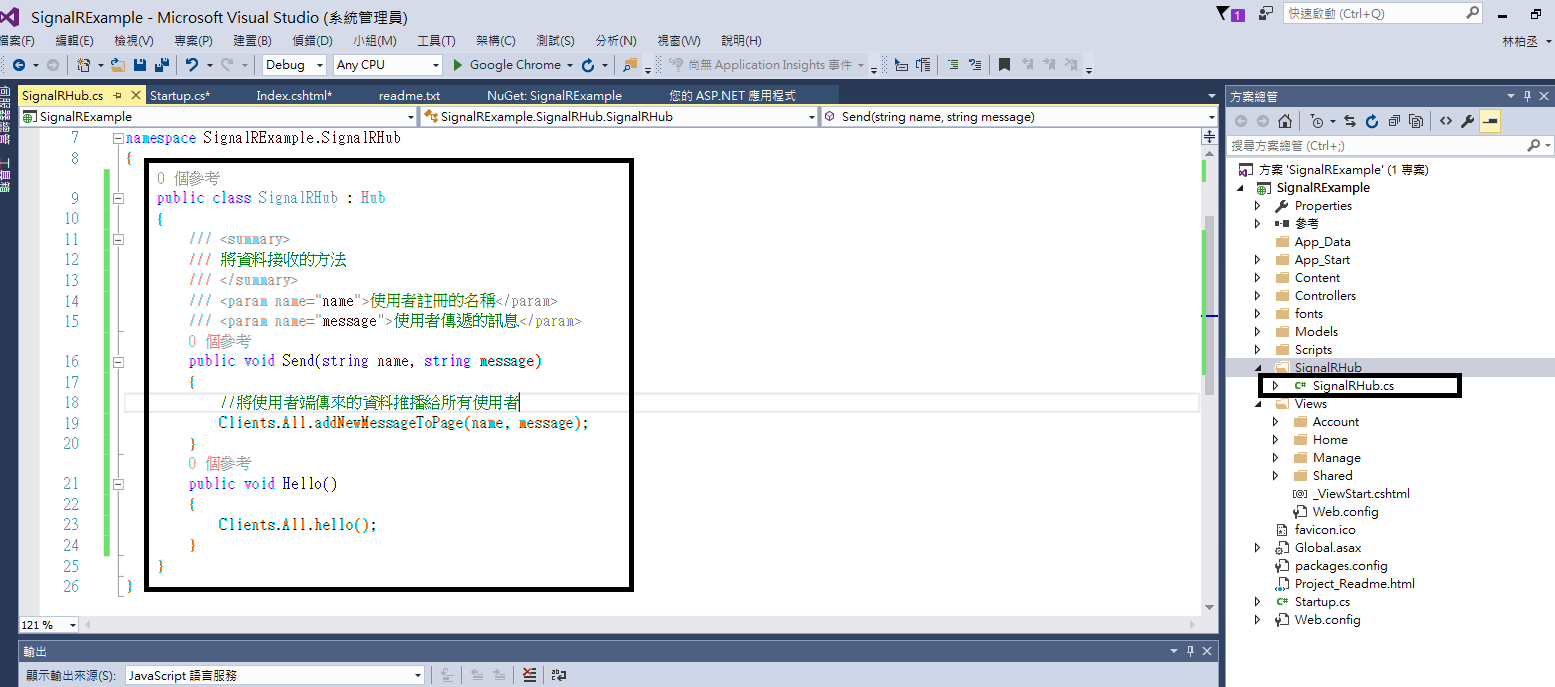 SignalRExample - Microsoft Visual Studio (系統管理員)
1
快速啟動 (Ctrl+Q)
檔案(F) 編輯(E) 檢視(V) 專案(P) 建置(B) 偵錯(D) 小組(M) 工具(T) 架構(C) 測試(S) 分析(N) 視窗(W) 說明(H)
林柏丞
Debug Any CPU Google Chrome 尚無 Application Insights 事件
SignalRHub.cs Startup.cs* Index.cshtml* readme.txt NuGet: SignalRExample 您的 ASP.NET 應用程式
SignalRExample SignalRExample.SignalRHub.SignalRHub Send(string name, string message)
7 namespace SignalRExample.SignalRHub
8 {
0 個參考
9 public class SignalRHub : Hub
10 {
11 /// <summary>
12 /// 將資料接收的方法
13 /// </summary>
14 /// <param name="name">使用者註冊的名稱</param>
15 /// <param name="message">使用者傳遞的訊息</param>
0 個參考
16 public void Send(string name, string message)
17 {
18 //將使用者端傳來的資料推播給所有使用者
19 Clients.All.addNewMessageToPage(name, message);
20 }
0 個參考
21 public void Hello()
22 {
23 Clients.All.hello();
24 }
25 }
26 }
121 %
輸出
顯示輸出來源(S): JavaScript 語言服務
方案總管
搜尋方案總管 (Ctrl+;)
方案 'SignalRExample' (1 專案)
SignalRExample
Properties
參考
App_Data
App_Start
Content
Controllers
fonts
Models
Scripts
SignalRHub
C# SignalRHub.cs
Views
Account
Home
Manage
Shared
_ViewStart.cshtml
Web.config
favicon.ico
Global.asax
packages.config
Project_Readme.html
C# Startup.cs
Web.config